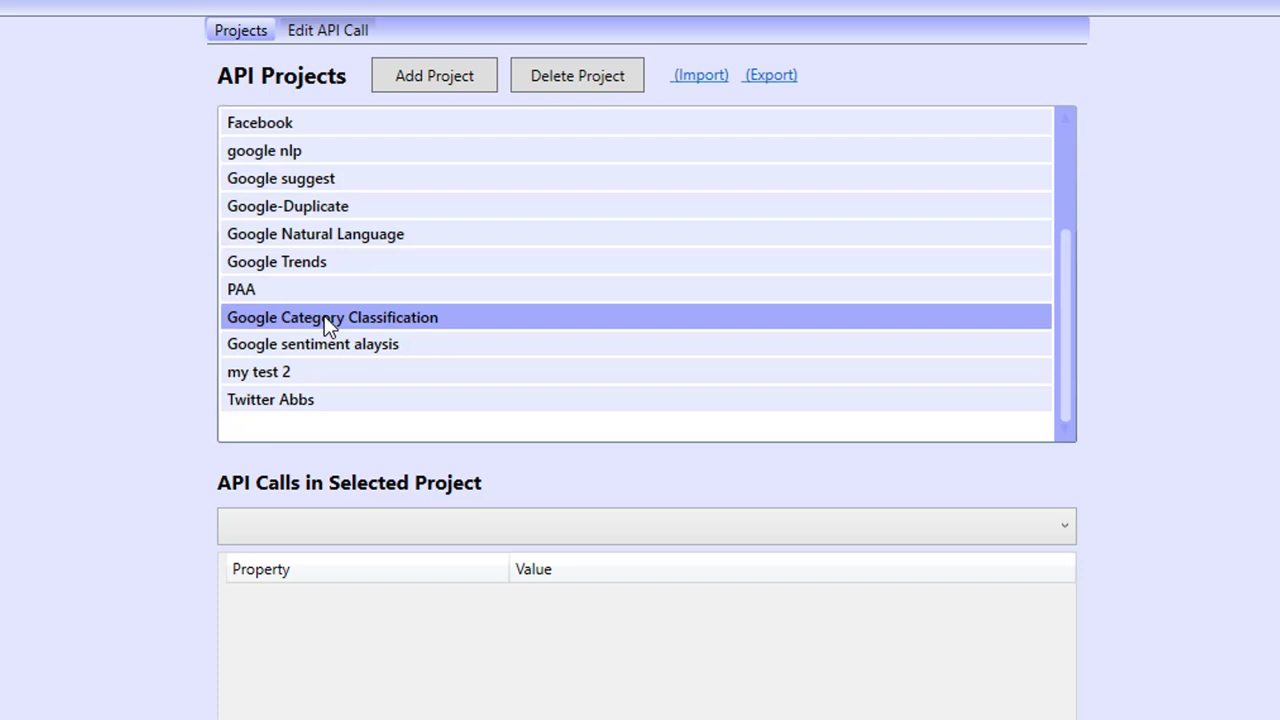 Projects Edit API Call
API Projects Add Project Delete Project (Import) (Export)
Facebook
google nlp
Google suggest
Google-Duplicate
Google Natural Language
Google Trends
PAA
Google Category Classification
Google sentiment alaysis
my test 2
Twitter Abbs
API Calls in Selected Project
Property Value